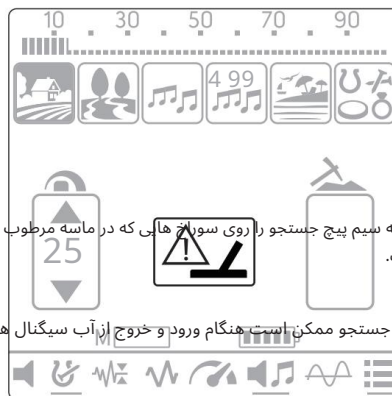 10 30 50 70 90
4 99
ه سیم پیچ جستجو را روی سوراخ هایی که در ماسه مرطوب
25
جستجو ممکن است هنگام ورود و خروج از آب سیگنال ه
M